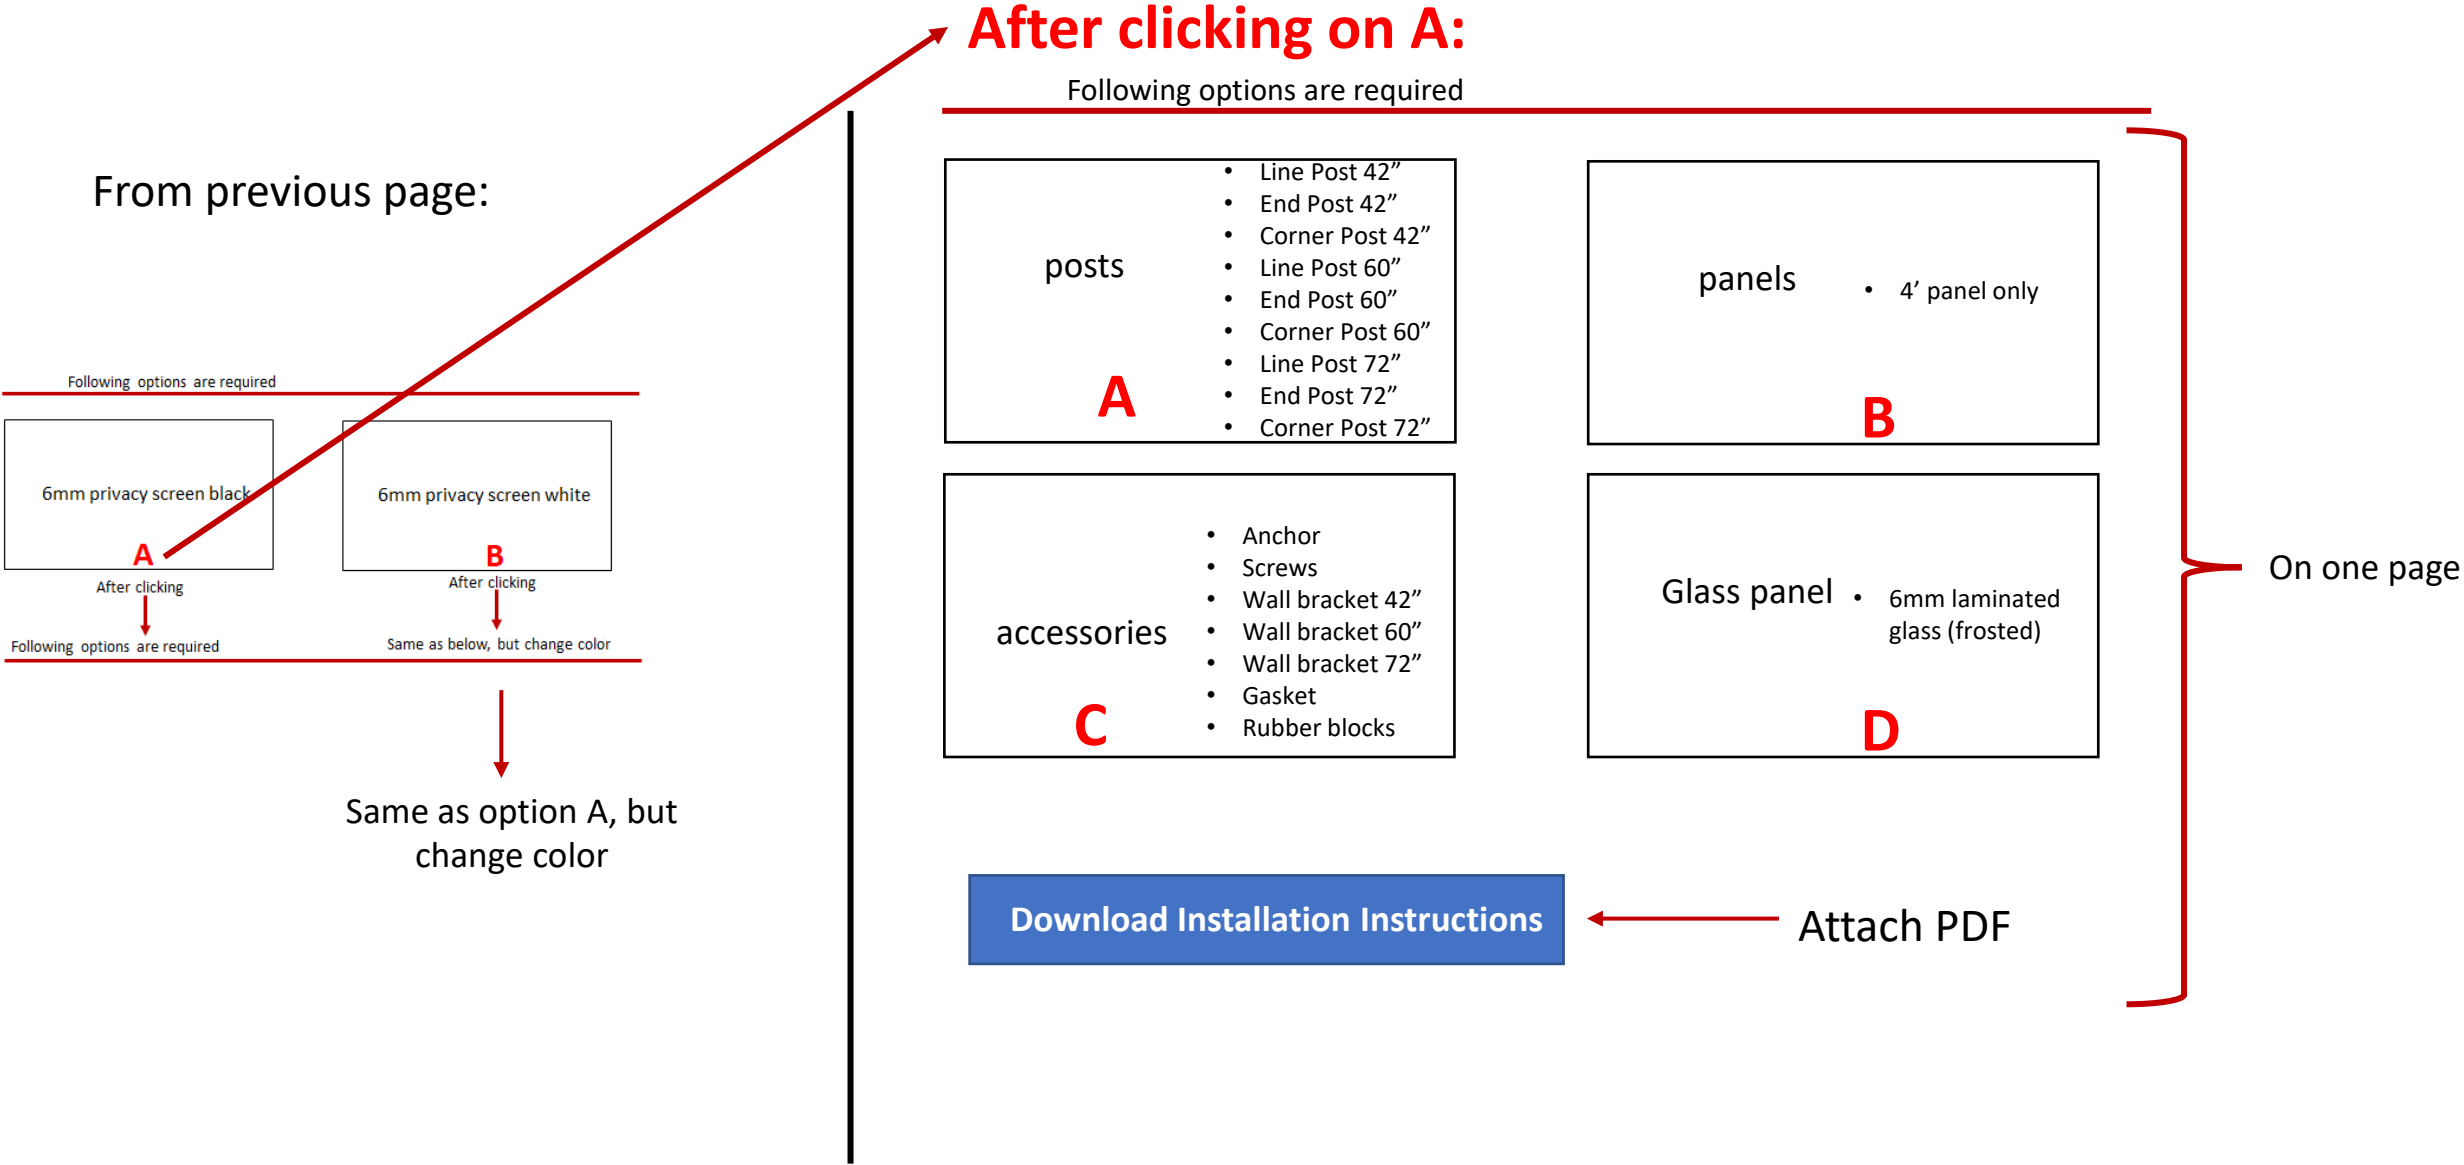 From previous page:
Following options are required
6mm privacy screen black
A
After clicking
Following options are required
6mm privacy screen white
B
After clicking
Same as below, but change color
Same as option A, but
change color
After clicking on A:
Following options are required
posts
A
• Line Post 42”
• End Post 42”
• Corner Post 42”
• Line Post 60”
• End Post 60”
• Corner Post 60”
• Line Post 72”
• End Post 72”
• Corner Post 72”
panels
• 4’ panel only
B
accessories
C
• Anchor
• Screws
• Wall bracket 42”
• Wall bracket 60”
• Wall bracket 72”
• Gasket
• Rubber blocks
Glass panel
• 6mm laminated
glass (frosted)
D
On one page
Download Installation Instructions
Attach PDF